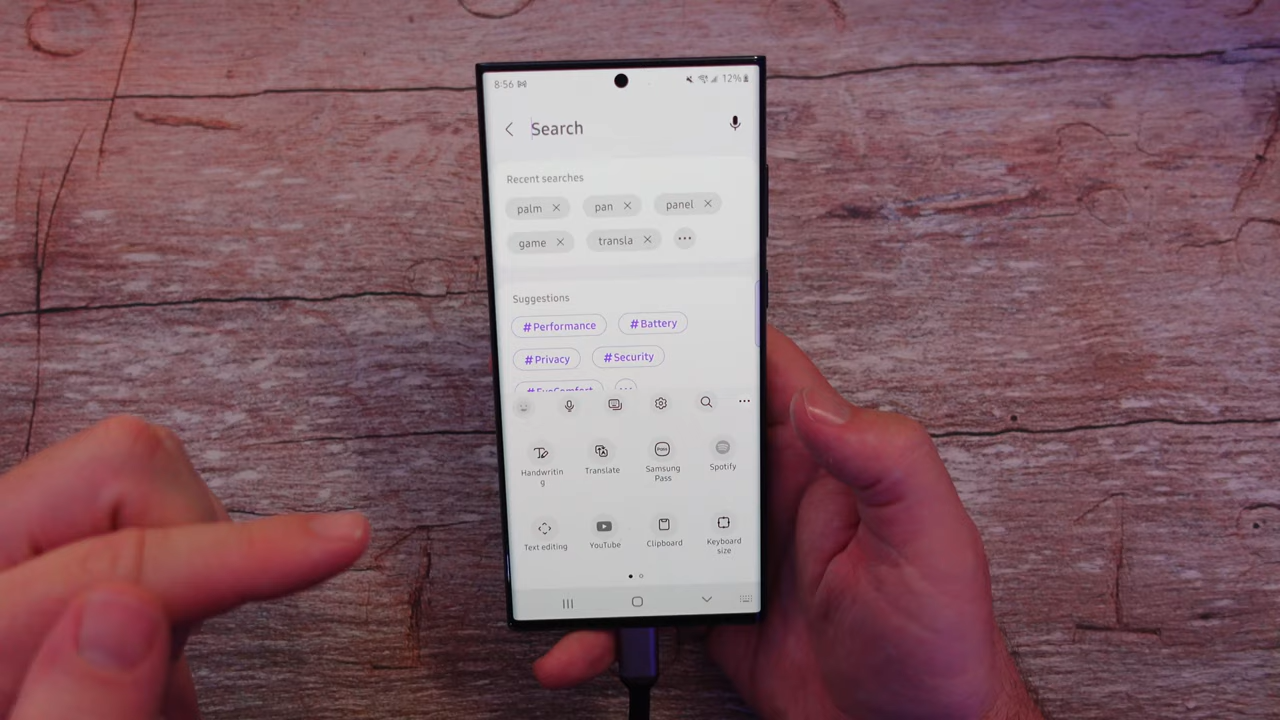 8:56 12%
Search
Recent searches
palm pan panel
game transla
Suggestions
#Performance #Battery
#Privacy #Security
#EyeComfort
Handwritin
g
Translate
Samsung
Pass
Spotify
Text editing
YouTube
Clipboard
Keyboard
size